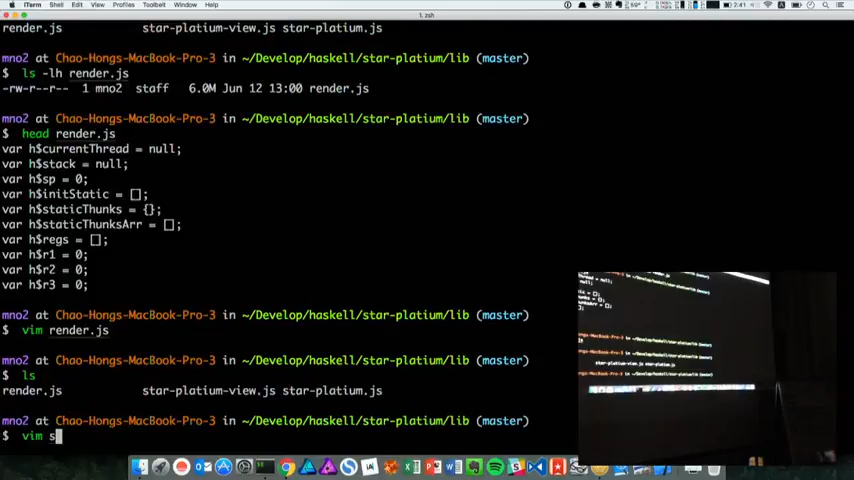 iTerm Shell Edit View Profiles Toolbelt Window Help
59° 2:41
1. zsh
render.js star-platium-view.js star-platium.js
mno2 at Chao-Hongs-MacBook-Pro-3 in ~/Develop/haskell/star-platium/lib (master)
$ ls -lh render.js
-rw-r--r-- 1 mno2 staff 6.0M Jun 12 13:00 render.js
mno2 at Chao-Hongs-MacBook-Pro-3 in ~/Develop/haskell/star-platium/lib (master)
$ head render.js
var h$currentThread = null;
var h$stack = null;
var h$sp = 0;
var h$initStatic = [];
var h$staticThunks = {};
var h$staticThunksArr = [];
var h$regs = [];
var h$r1 = 0;
var h$r2 = 0;
var h$r3 = 0;
mno2 at Chao-Hongs-MacBook-Pro-3 in ~/Develop/haskell/star-platium/lib (master)
$ vim render.js
mno2 at Chao-Hongs-MacBook-Pro-3 in ~/Develop/haskell/star-platium/lib (master)
$ ls
render.js star-platium-view.js star-platium.js
mno2 at Chao-Hongs-MacBook-Pro-3 in ~/Develop/haskell/star-platium/lib (master)
$ vim s